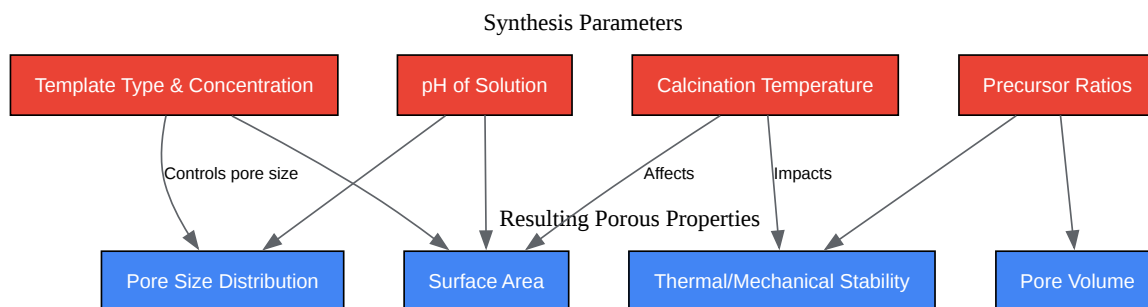 Synthesis Parameters
Template Type & Concentration
pH of Solution
Calcination Temperature
Precursor Ratios
Controls pore size
Affects
Impacts
Resulting Porous Properties
Pore Size Distribution
Surface Area
Thermal/Mechanical Stability
Pore Volume